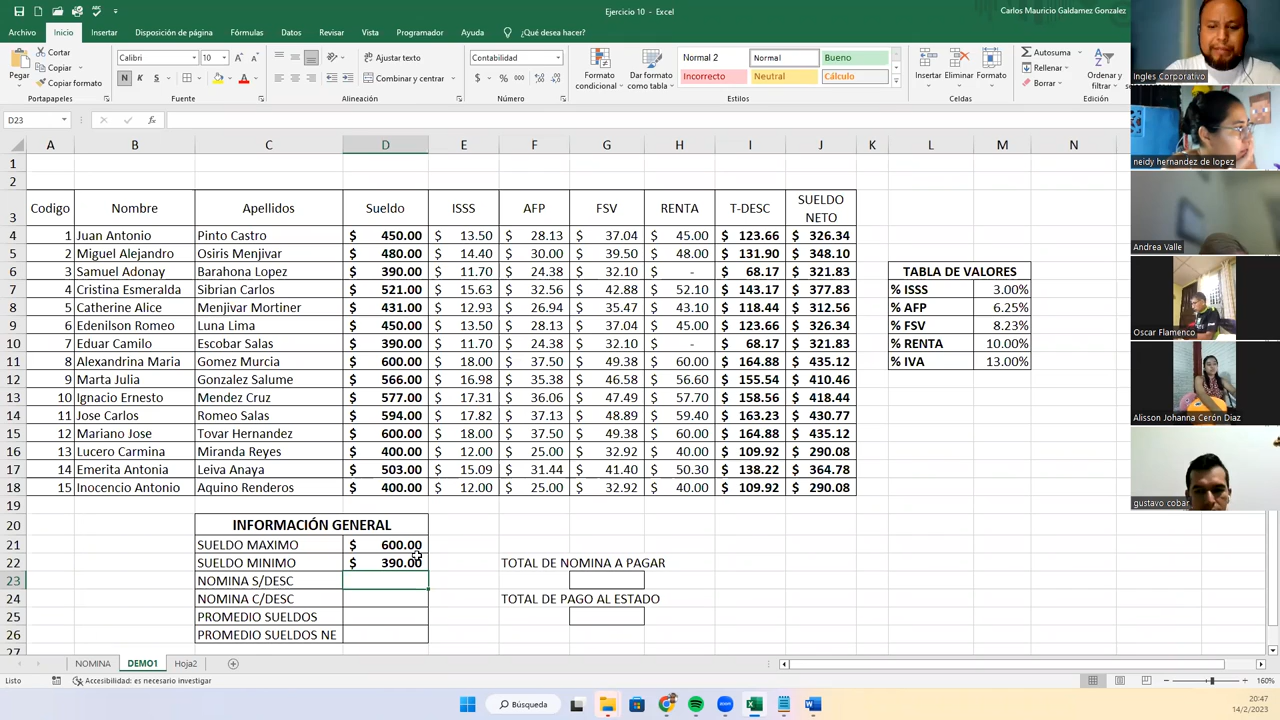 Ejercicio 10 - Excel
Carlos Mauricio Galdamez Gonzalez
Archivo Inicio Insertar Disposición de página Fórmulas Datos Revisar Vista Programador Ayuda ¿Qué desea hacer?
Pegar
Cortar
Copiar
Copiar formato
Portapapeles
Calibri 10
N K S
Fuente
Ajustar texto
Combinar y centrar
Alineación
Contabilidad
$ % 000
Número
Formato condicional
Dar formato como tabla
Normal 2 Normal Bueno
Incorrecto Neutral Cálculo
Estilos
Insertar Eliminar Formato
Celdas
Autosuma
Rellenar
Borrar
Ordenar y filtrar
Edición
D23 fx
A B C D E F G H I J K L M N
1
2
3 Codigo Nombre Apellidos Sueldo ISSS AFP FSV RENTA T-DESC SUELDO NETO
4 1 Juan Antonio Pinto Castro $ 450.00 $ 13.50 $ 28.13 $ 37.04 $ 45.00 $ 123.66 $ 326.34
5 2 Miguel Alejandro Osiris Menjivar $ 480.00 $ 14.40 $ 30.00 $ 39.50 $ 48.00 $ 131.90 $ 348.10
6 3 Samuel Adonay Barahona Lopez $ 390.00 $ 11.70 $ 24.38 $ 32.10 $ - $ 68.17 $ 321.83 TABLA DE VALORES
7 4 Cristina Esmeralda Sibrian Carlos $ 521.00 $ 15.63 $ 32.56 $ 42.88 $ 52.10 $ 143.17 $ 377.83 % ISSS 3.00%
8 5 Catherine Alice Menjivar Mortiner $ 431.00 $ 12.93 $ 26.94 $ 35.47 $ 43.10 $ 118.44 $ 312.56 % AFP 6.25%
9 6 Edenilson Romeo Luna Lima $ 450.00 $ 13.50 $ 28.13 $ 37.04 $ 45.00 $ 123.66 $ 326.34 % FSV 8.23%
10 7 Eduar Camilo Escobar Salas $ 390.00 $ 11.70 $ 24.38 $ 32.10 $ - $ 68.17 $ 321.83 % RENTA 10.00%
11 8 Alexandrina Maria Gomez Murcia $ 600.00 $ 18.00 $ 37.50 $ 49.38 $ 60.00 $ 164.88 $ 435.12 % IVA 13.00%
12 9 Marta Julia Gonzalez Salume $ 566.00 $ 16.98 $ 35.38 $ 46.58 $ 56.60 $ 155.54 $ 410.46
13 10 Ignacio Ernesto Mendez Cruz $ 577.00 $ 17.31 $ 36.06 $ 47.49 $ 57.70 $ 158.56 $ 418.44
14 11 Jose Carlos Romeo Salas $ 594.00 $ 17.82 $ 37.13 $ 48.89 $ 59.40 $ 163.23 $ 430.77
15 12 Mariano Jose Tovar Hernandez $ 600.00 $ 18.00 $ 37.50 $ 49.38 $ 60.00 $ 164.88 $ 435.12
16 13 Lucero Carmina Miranda Reyes $ 400.00 $ 12.00 $ 25.00 $ 32.92 $ 40.00 $ 109.92 $ 290.08
17 14 Emerita Antonia Leiva Anaya $ 503.00 $ 15.09 $ 31.44 $ 41.40 $ 50.30 $ 138.22 $ 364.78
18 15 Inocencio Antonio Aquino Renderos $ 400.00 $ 12.00 $ 25.00 $ 32.92 $ 40.00 $ 109.92 $ 290.08
19
20 INFORMACIÓN GENERAL
21 SUELDO MAXIMO $ 600.00
22 SUELDO MINIMO $ 390.00 TOTAL DE NOMINA A PAGAR
23 NOMINA S/DESC
24 NOMINA C/DESC TOTAL DE PAGO AL ESTADO
25 PROMEDIO SUELDOS
26 PROMEDIO SUELDOS NE
27
NOMINA DEMO1 Hoja2
Listo Accesibilidad: es necesario investigar 160%
Búsqueda
20:47
14/2/2023
Ingles Corporativo
neidy hernandez de lopez
Andrea Valle
Oscar Flamenco
Alisson Johanna Cerón Díaz
gustavo cobar